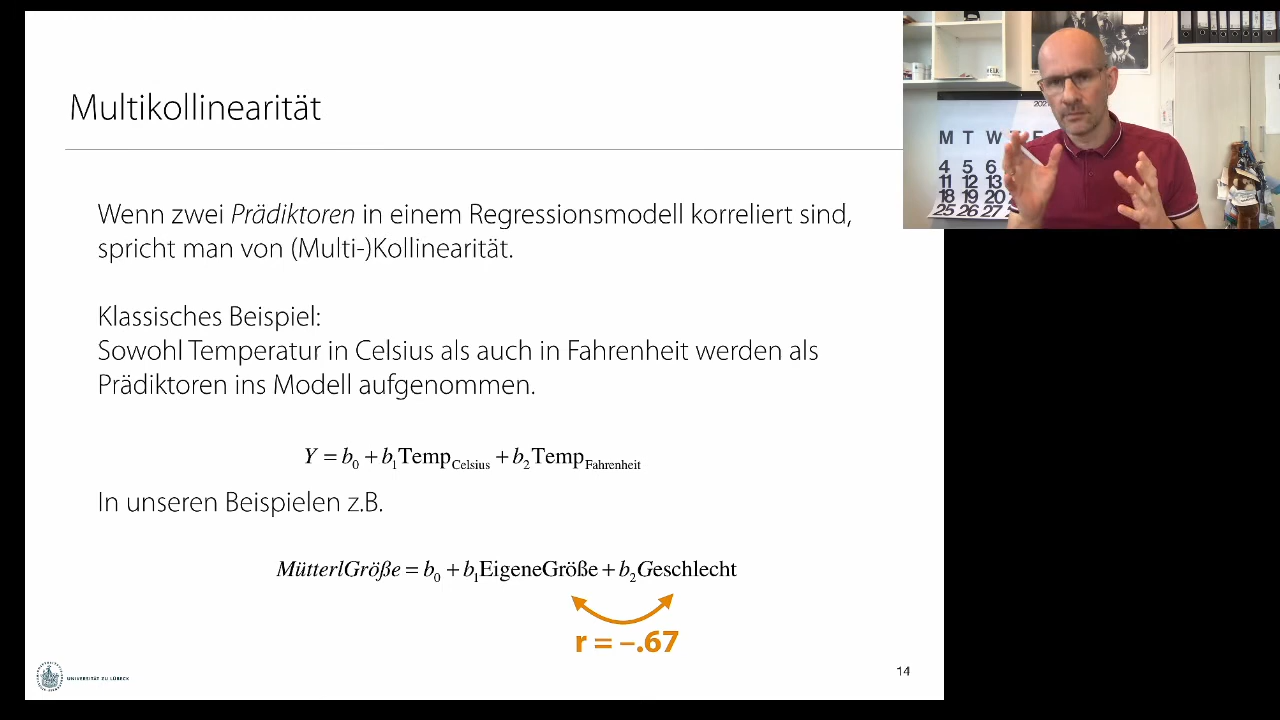 Multikollinearität
Wenn zwei Prädiktoren in einem Regressionsmodell korreliert sind,
spricht man von (Multi-)Kollinearität.
Klassisches Beispiel:
Sowohl Temperatur in Celsius als auch in Fahrenheit werden als
Prädiktoren ins Modell aufgenommen.
Y = b0 + b1TempCelsius + b2TempFahrenheit
In unseren Beispielen z.B.
MütterlGröße = b0 + b1EigeneGröße + b2Geschlecht
r = –.67
UNIVERSITÄT ZU LÜBECK
14
M T W
4 5 6
11 12 13
18 19 20
25 26 27